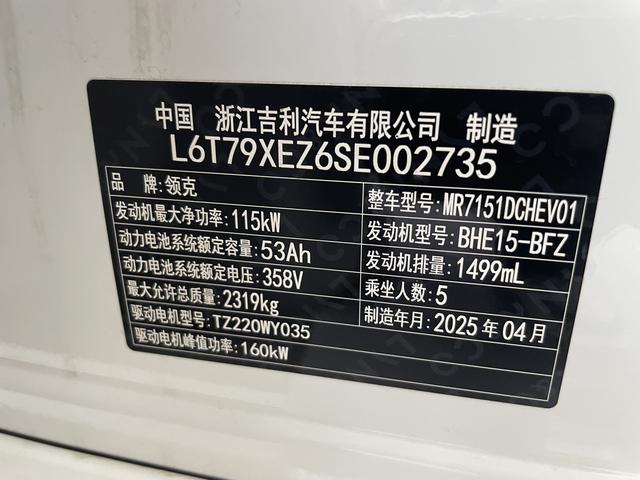 中国 浙江吉利汽车有限公司 制造
L6T79XEZ6SE002735
品 牌:领克
整车型号:MR7151DCHEV01
发动机最大净功率:115kW
发动机型号:BHE15-BFZ
动力电池系统额定容量:53Ah
发动机排量:1499mL
动力电池系统额定电压:358V
乘坐人数:5
最大允许总质量:2319kg
制造年月:2025年04月
驱动电机型号:TZ220WY035
驱动电机峰值功率:160kW